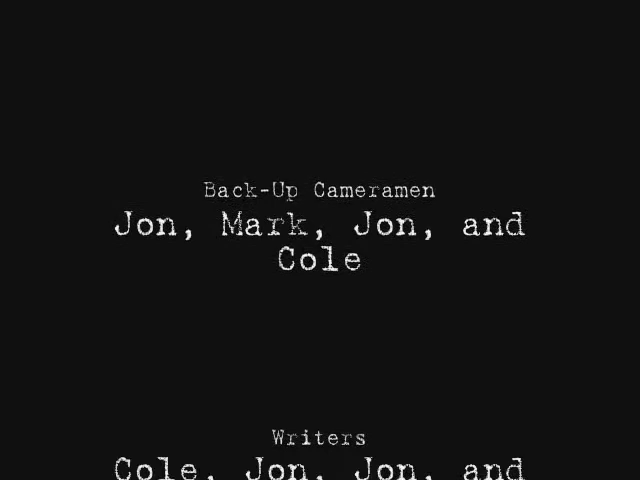 Back-Up Cameramen
Jon, Mark, Jon, and
Cole
Writers
Cole, Jon, Jon, and